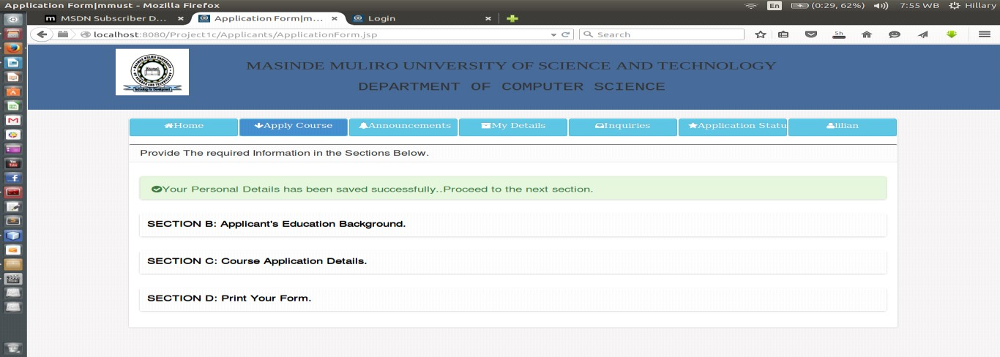 Application Form|mmust - Mozilla Firefox
En (0:29, 62%) 7:55 WB Hillary
m MSDN Subscriber D... Application Form|m... Login
localhost:8080/Project1c/Applicants/ApplicationForm.jsp Search 5h
MASINDE MULIRO UNIVERSITY OF SCIENCE AND TECHNOLOGY
DEPARTMENT OF COMPUTER SCIENCE
Home Apply Course Announcements My Details Inquiries Application Statu lilian
Provide The required Information in the Sections Below.
Your Personal Details has been saved successfully..Proceed to the next section.
SECTION B: Applicant's Education Background.
SECTION C: Course Application Details.
SECTION D: Print Your Form.